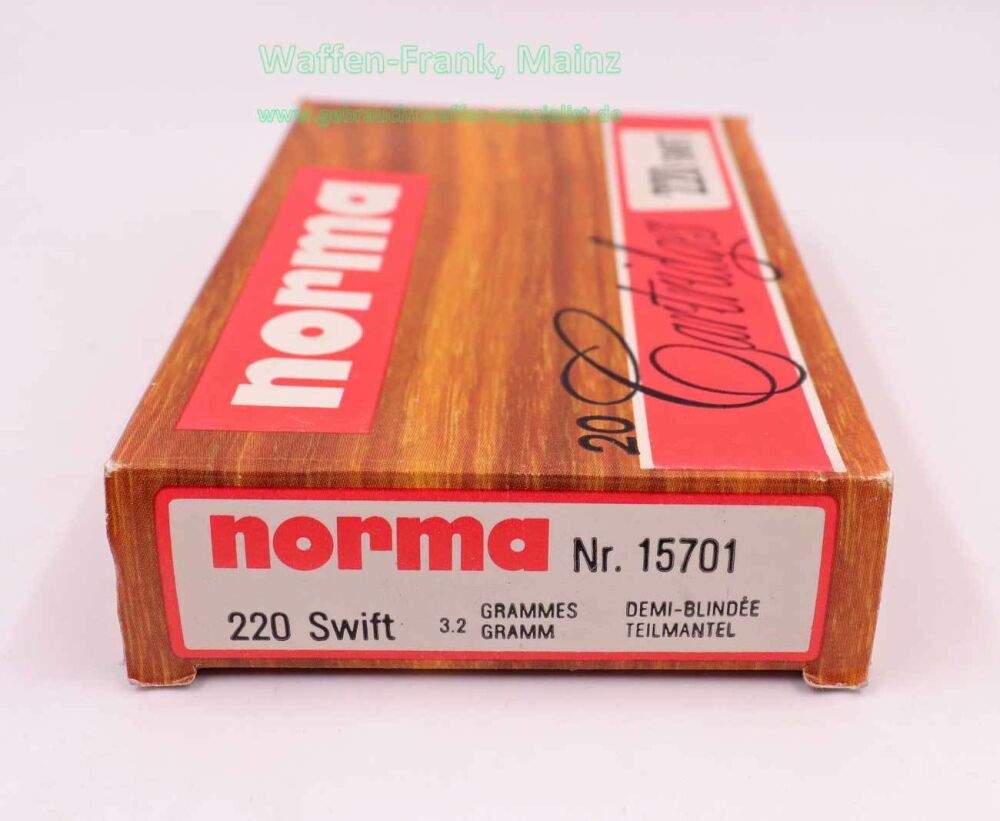 Waffen-Frank, Mainz
www.gebrauchtwaffen-spezialist.de
norma
20 Cartridges
220 SWIFT
norma Nr. 15701
220 Swift 3.2 GRAMMES DEMI-BLINDÉE
GRAMM TEILMANTEL